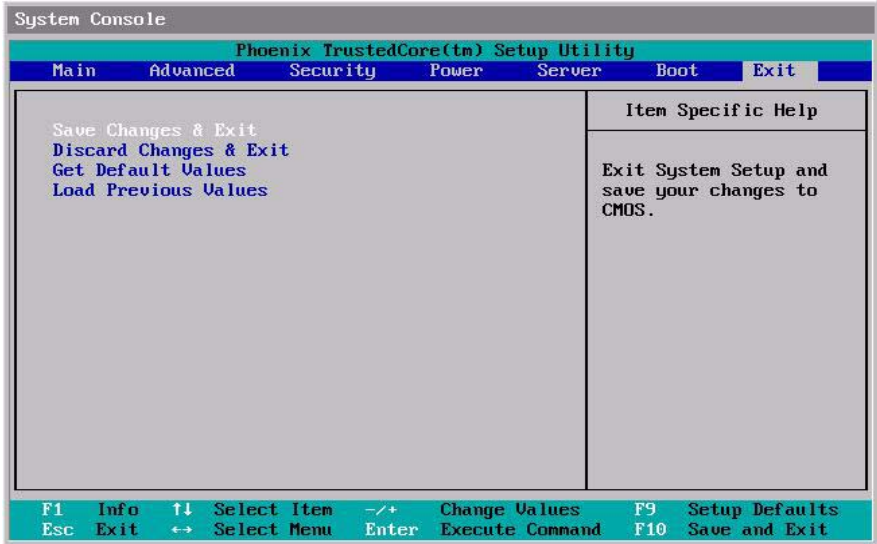 System Console
Phoenix TrustedCore(tm) Setup Utility
Main Advanced Security Power Server Boot Exit
Item Specific Help
Save Changes & Exit
Discard Changes & Exit
Get Default Values
Load Previous Values
Exit System Setup and
save your changes to
CMOS.
F1 Info ↑↓ Select Item -/+ Change Values F9 Setup Defaults
Esc Exit ↔ Select Menu Enter Execute Command F10 Save and Exit